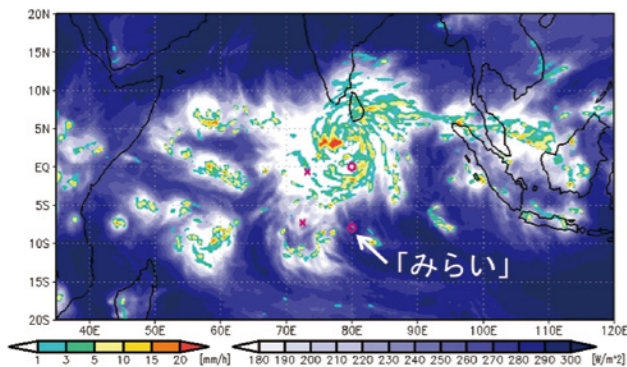 20N
15N
10N
5N
EQ
5S
10S
15S
20S
「みらい」
40E 50E 60E 70E 80E 90E 100E 110E 120E
1 3 5 10 15 20 [mm/h]
180 190 200 210 220 230 240 250 260 270 280 290 300 [W/m^2]